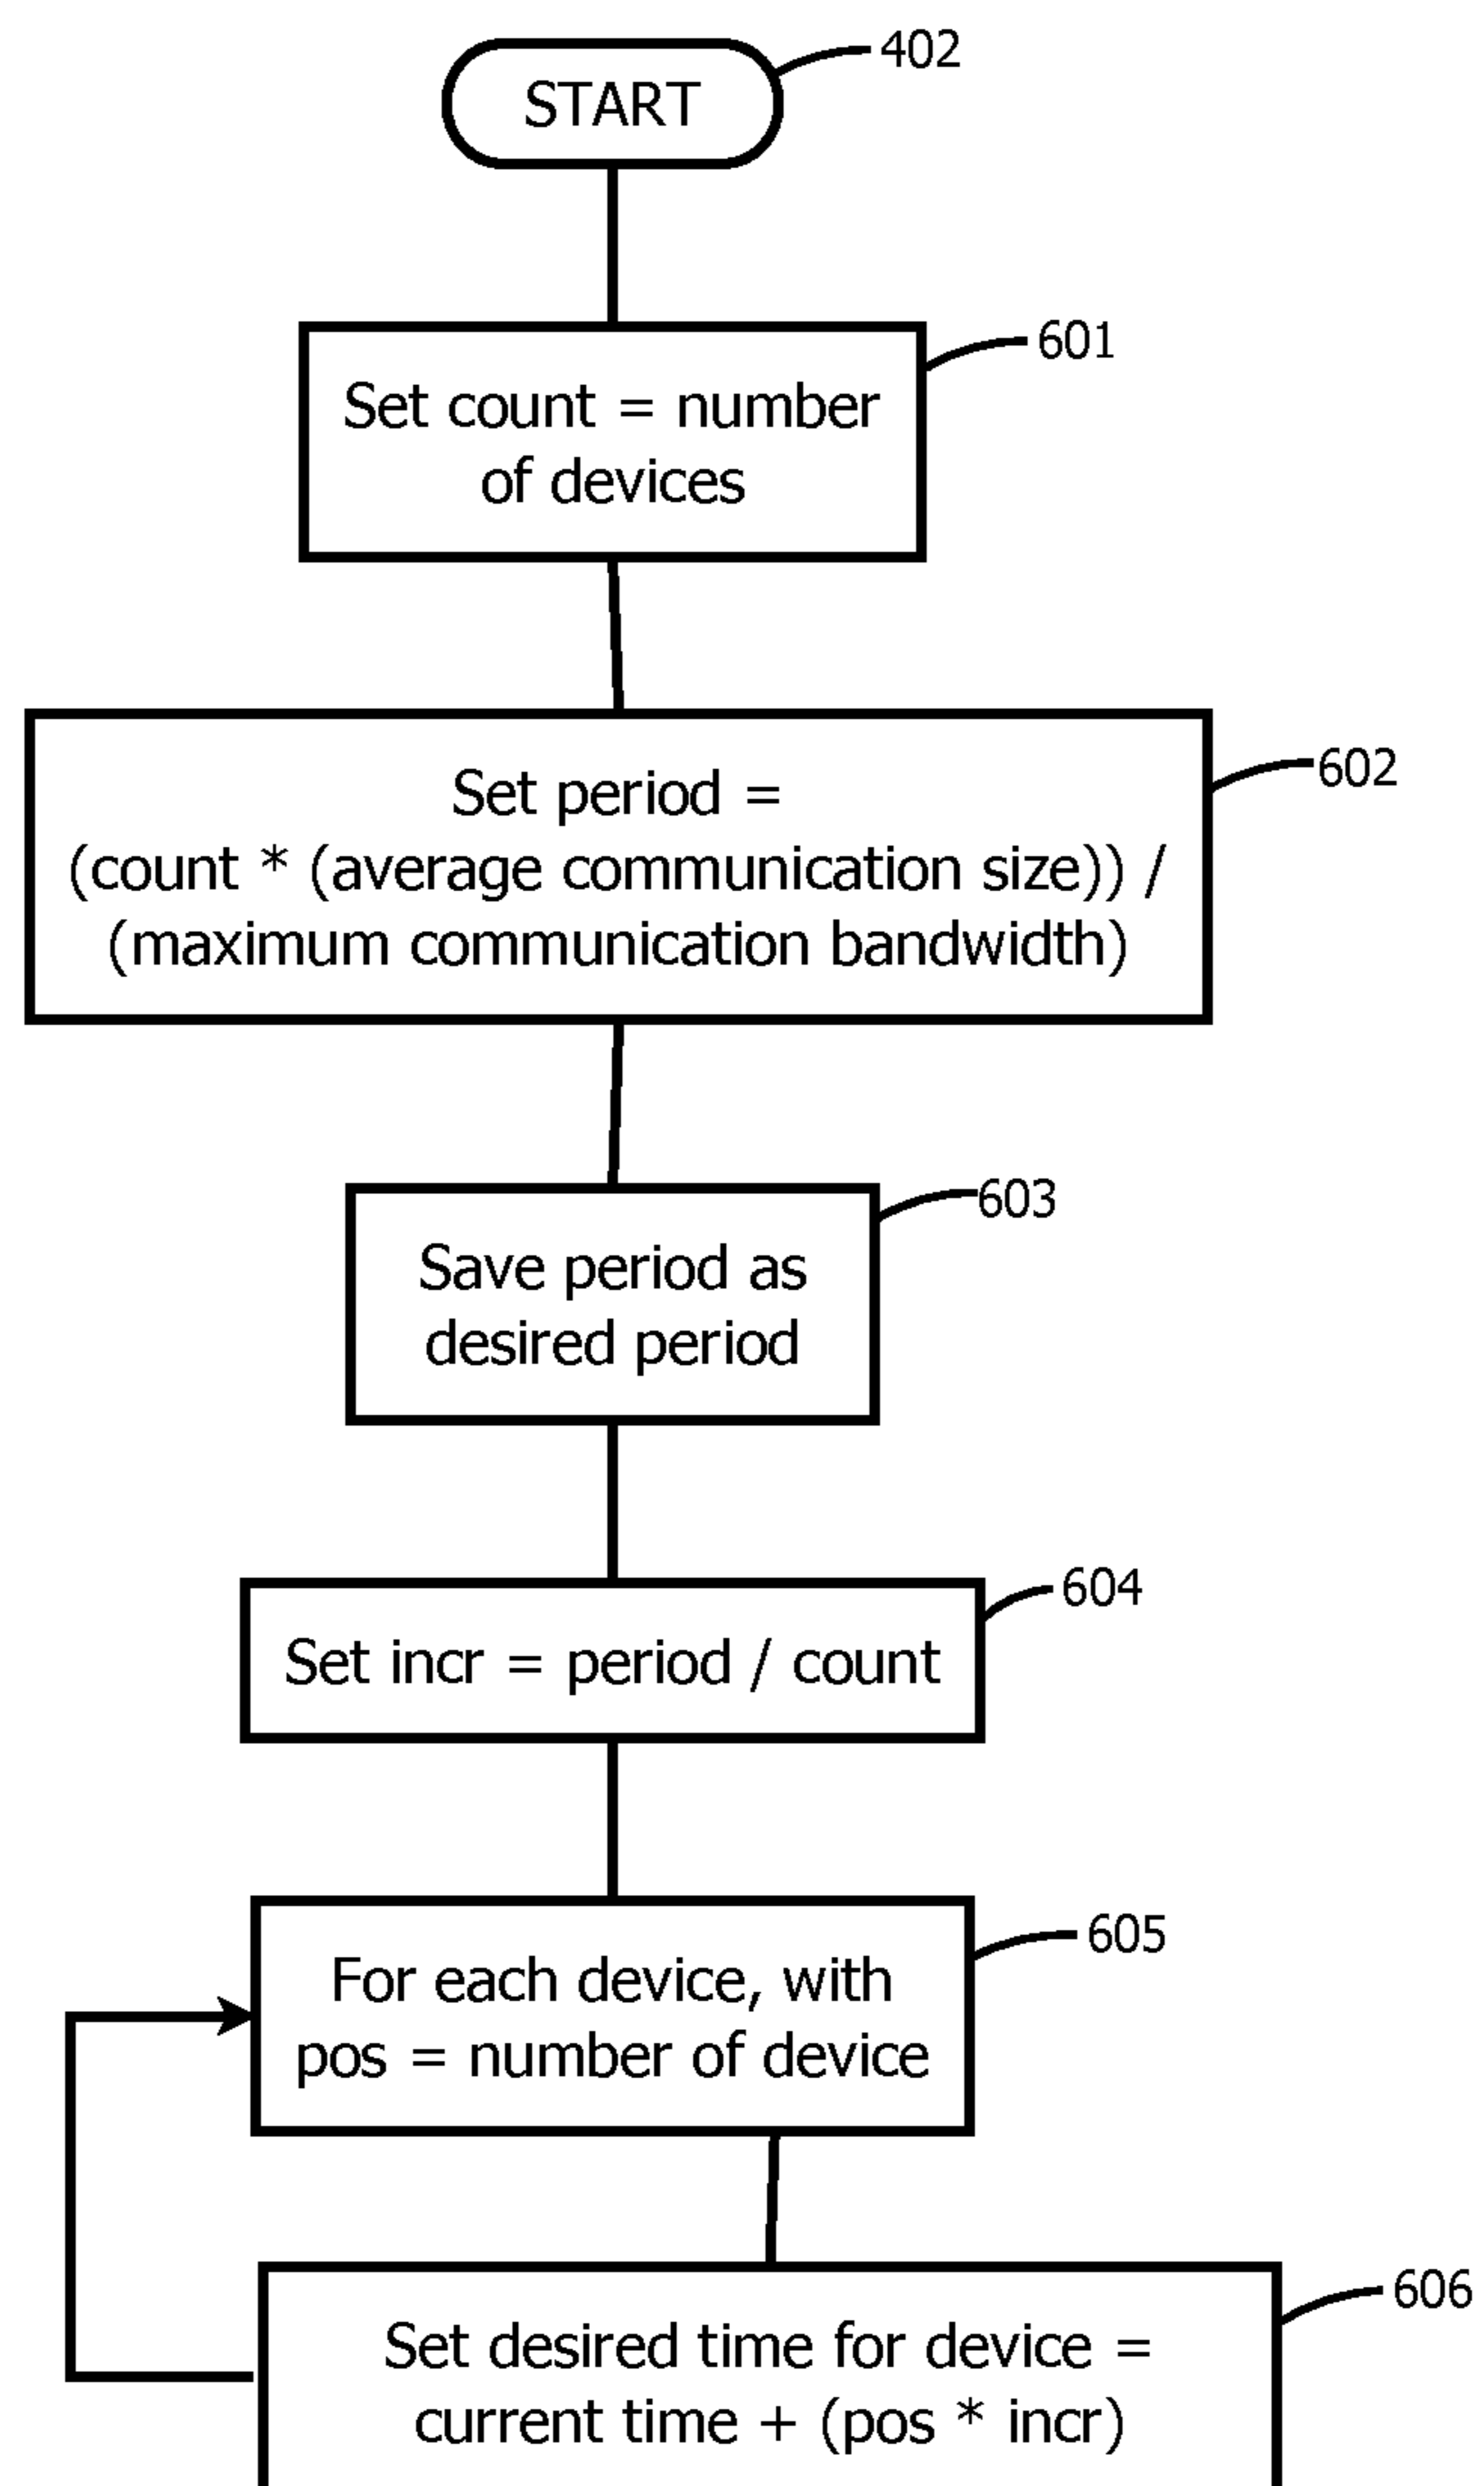 START
402
Set count = number
of devices
601
Set period =
(count * (average communication size)) /
(maximum communication bandwidth)
602
Save period as
desired period
603
Set incr = period / count
604
For each device, with
pos = number of device
605
Set desired time for device =
current time + (pos * incr)
606